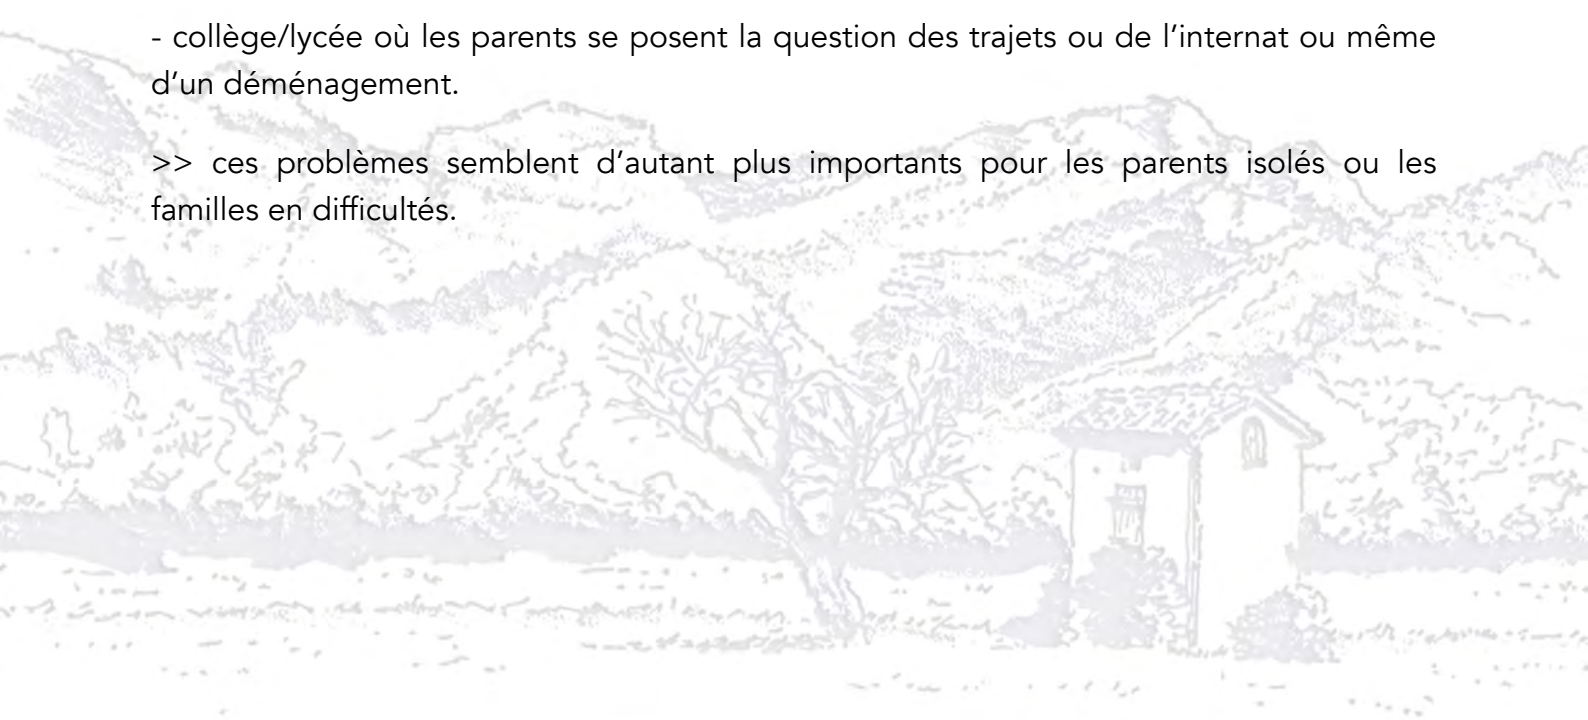 - collège/lycée où les parents se posent la question des trajets ou de l'internat ou même
d'un déménagement.
>> ces problèmes semblent d'autant plus importants pour les parents isolés ou les
familles en difficultés.